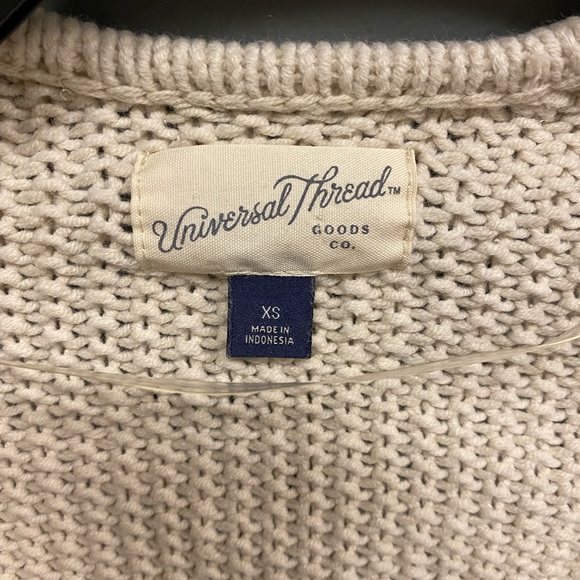 Universal Thread™
GOODS
CO.
XS
MADE IN
INDONESIA